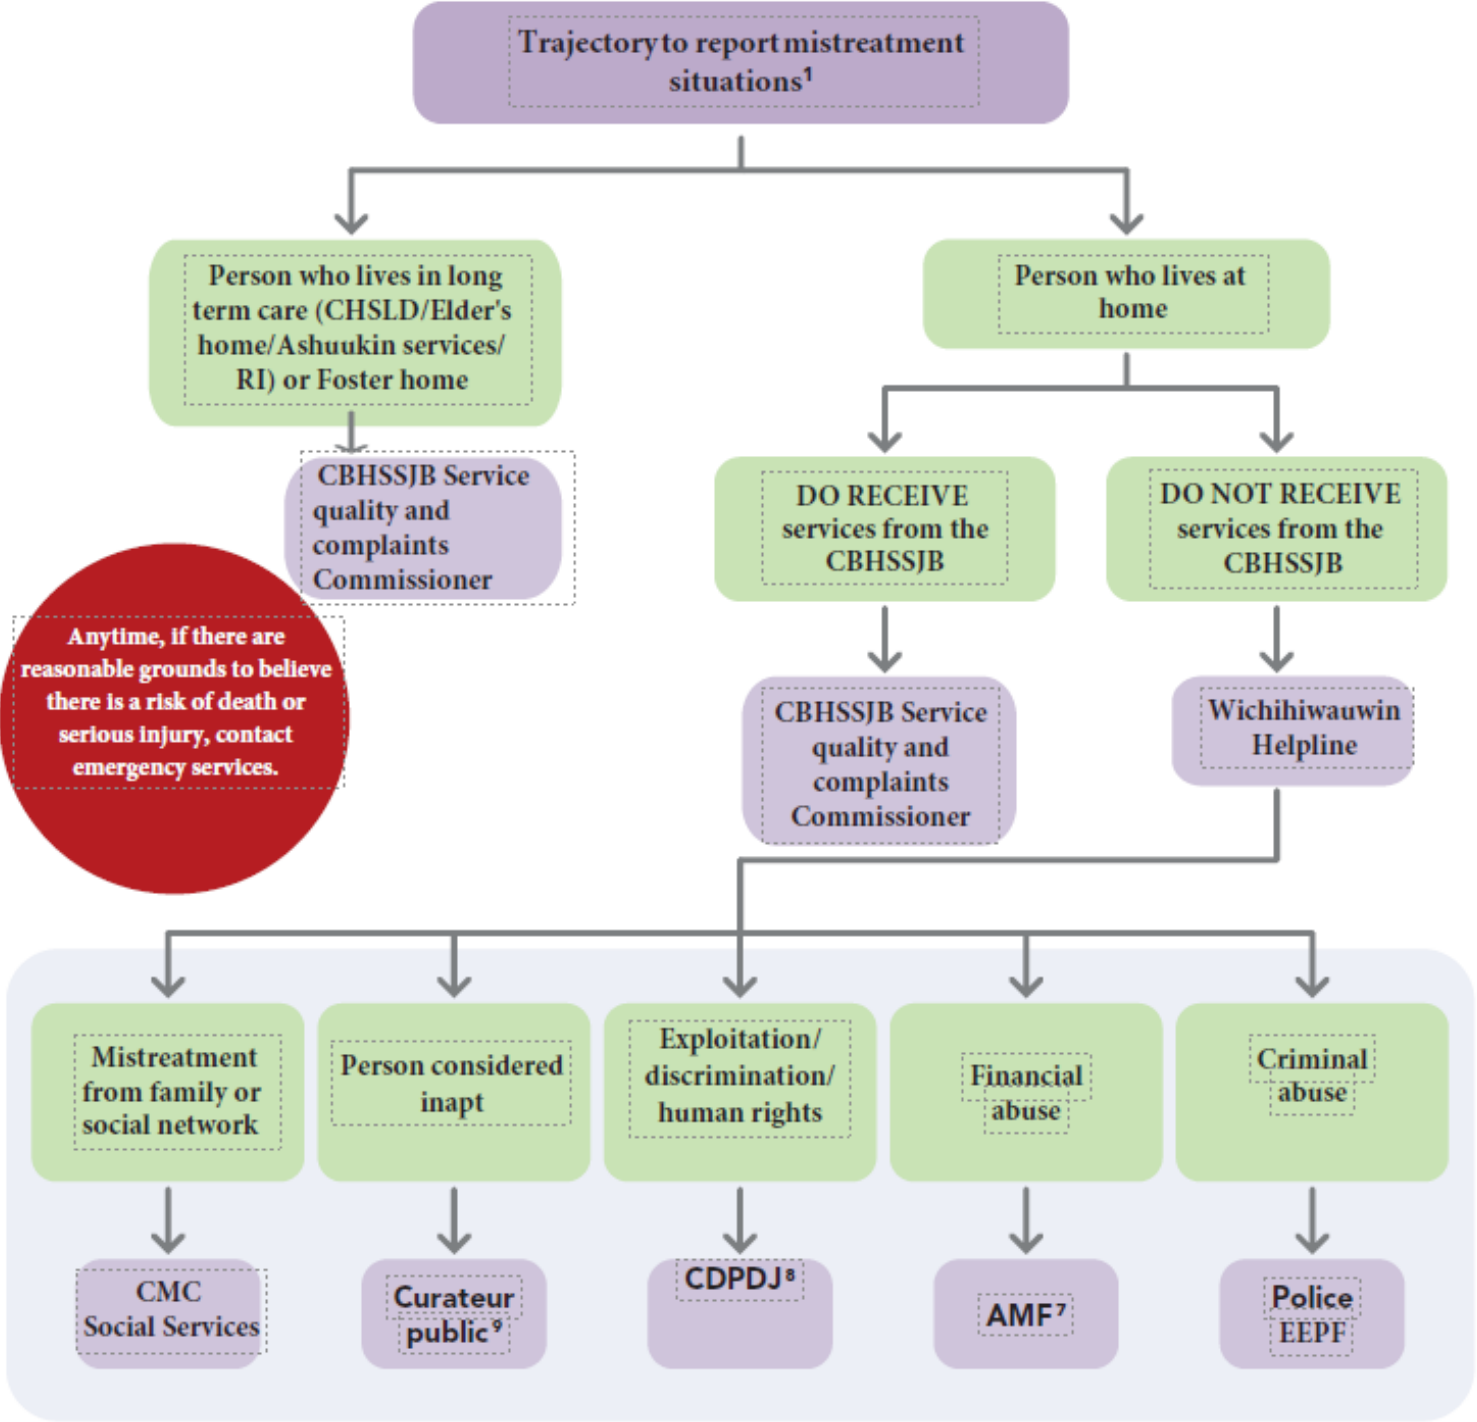 Trajectory to report mistreatment
situations¹
Person who lives in long
term care (CHSLD/Elder's
home/Ashuukin services/
RI) or Foster home
Person who lives at
home
CBHSSJB Service
quality and
complaints
Commissioner
DO RECEIVE
services from the
CBHSSJB
DO NOT RECEIVE
services from the
CBHSSJB
Anytime, if there are
reasonable grounds to believe
there is a risk of death or
serious injury, contact
emergency services.
CBHSSJB Service
quality and
complaints
Commissioner
Wichihiwauwin
Helpline
Mistreatment
from family or
social network
Person considered
inapt
Exploitation/
discrimination/
human rights
Financial
abuse
Criminal
abuse
CMC
Social Services
Curateur
public⁹
CDPDJ⁸
AMF⁷
Police
EEPF